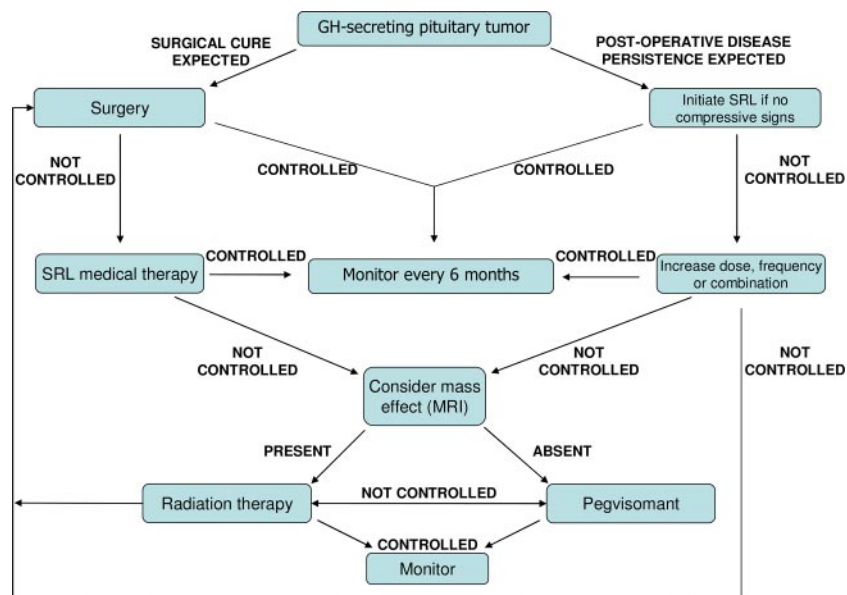 GH-secreting pituitary tumor
SURGICAL CURE
EXPECTED
POST-OPERATIVE DISEASE
PERSISTENCE EXPECTED
Surgery
Initiate SRL if no
compressive signs
NOT
CONTROLLED
CONTROLLED
CONTROLLED
NOT
CONTROLLED
SRL medical therapy
CONTROLLED
Monitor every 6 months
CONTROLLED
Increase dose, frequency
or combination
NOT
CONTROLLED
NOT
CONTROLLED
NOT
CONTROLLED
Consider mass
effect (MRI)
PRESENT
ABSENT
Radiation therapy
NOT CONTROLLED
Pegvisomant
CONTROLLED
Monitor